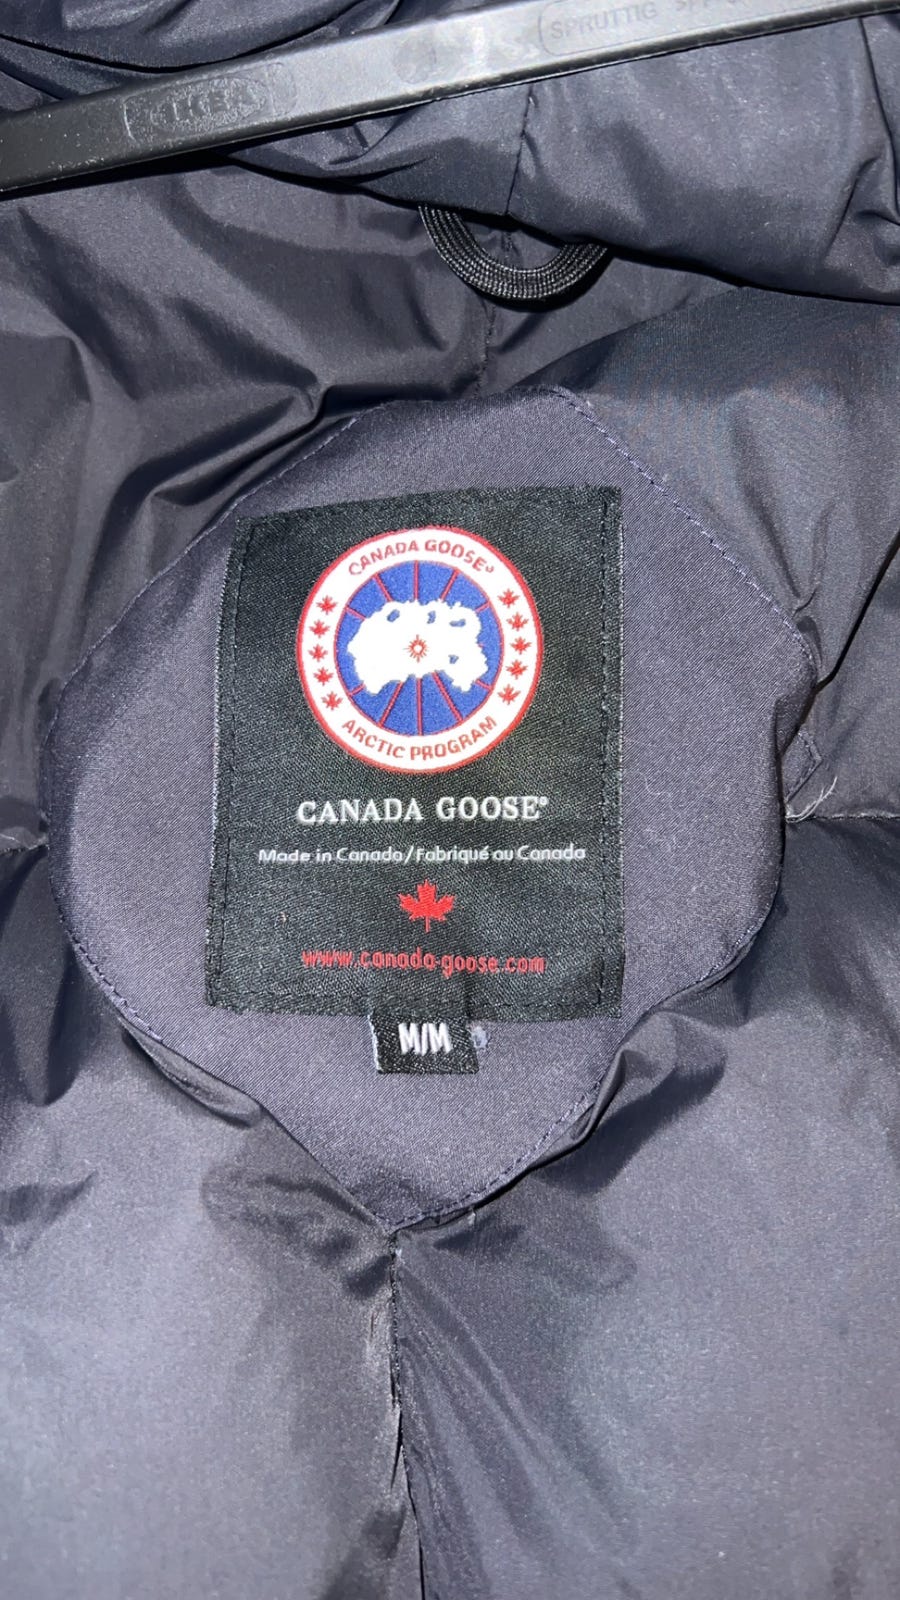 IKEA
SPRUTTIG
CANADA GOOSE®
ARCTIC PROGRAM
CANADA GOOSE®
Made in Canada/Fabriqué au Canada
www.canada-goose.com
M/M